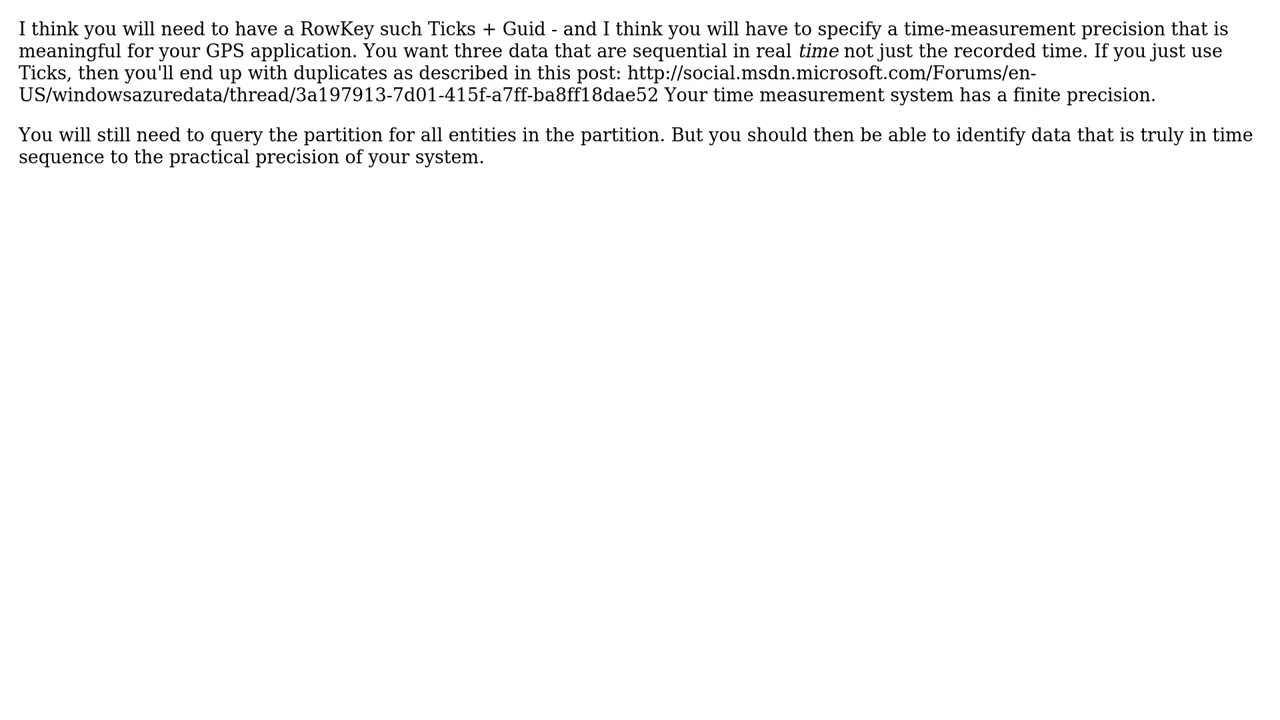 I think you will need to have a RowKey such Ticks + Guid - and I think you will have to specify a time-measurement precision that is
meaningful for your GPS application. You want three data that are sequential in real time not just the recorded time. If you just use
Ticks, then you'll end up with duplicates as described in this post: http://social.msdn.microsoft.com/Forums/en-
US/windowsazuredata/thread/3a197913-7d01-415f-a7ff-ba8ff18dae52 Your time measurement system has a finite precision.
You will still need to query the partition for all entities in the partition. But you should then be able to identify data that is truly in time
sequence to the practical precision of your system.